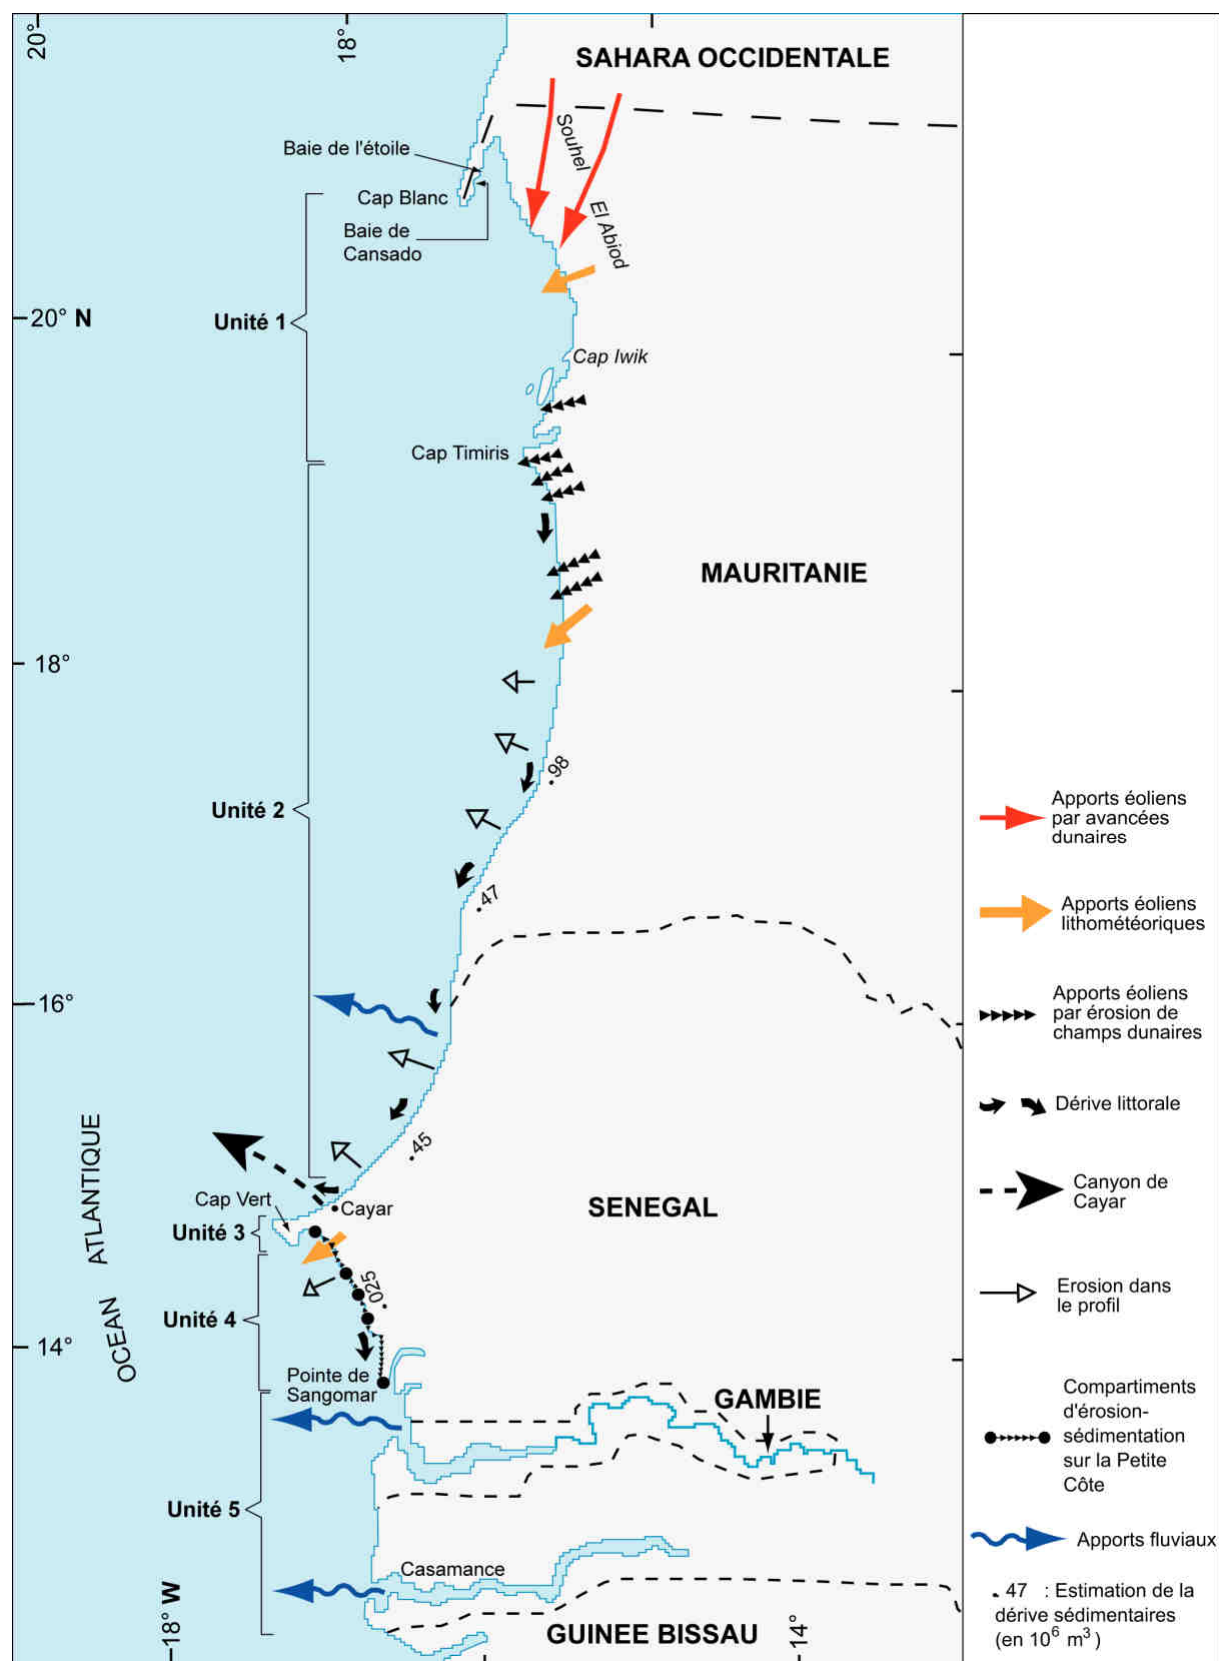 20°
18°
SAHARA OCCIDENTALE
Souhel
Baie de l'étoile
Cap Blanc
El Abiod
Baie de
Cansado
20° N
Unité 1
Cap Iwik
Cap Timiris
MAURITANIE
18°
.98
Unité 2
.47
16°
.45
OCEAN ATLANTIQUE
Cap Vert
Cayar
SENEGAL
Unité 3
.025
Unité 4
14°
Pointe de
Sangomar
GAMBIE
Unité 5
Casamance
18° W
GUINEE BISSAU
14°
Apports éoliens
par avancées
dunaires
Apports éoliens
lithométéoriques
Apports éoliens
par érosion de
champs dunaires
Dérive littorale
Canyon de
Cayar
Erosion dans
le profil
Compartiments
d'érosion-
sédimentation
sur la Petite
Côte
Apports fluviaux
. 47 : Estimation de la
dérive sédimentaires
(en 10⁶ m³ )